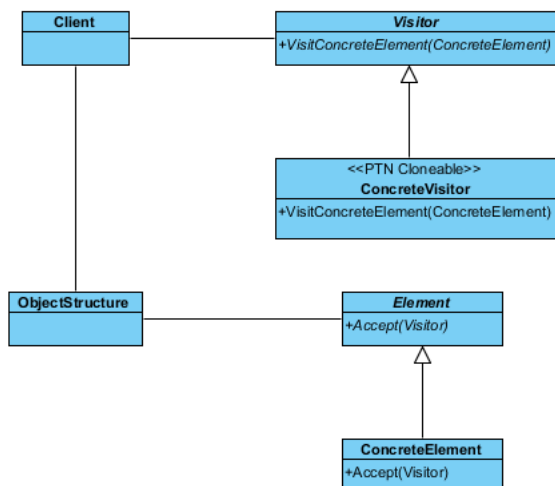 Client
Visitor
+VisitConcreteElement(ConcreteElement)
<<PTN Cloneable>>
ConcreteVisitor
+VisitConcreteElement(ConcreteElement)
ObjectStructure
Element
+Accept(Visitor)
ConcreteElement
+Accept(Visitor)